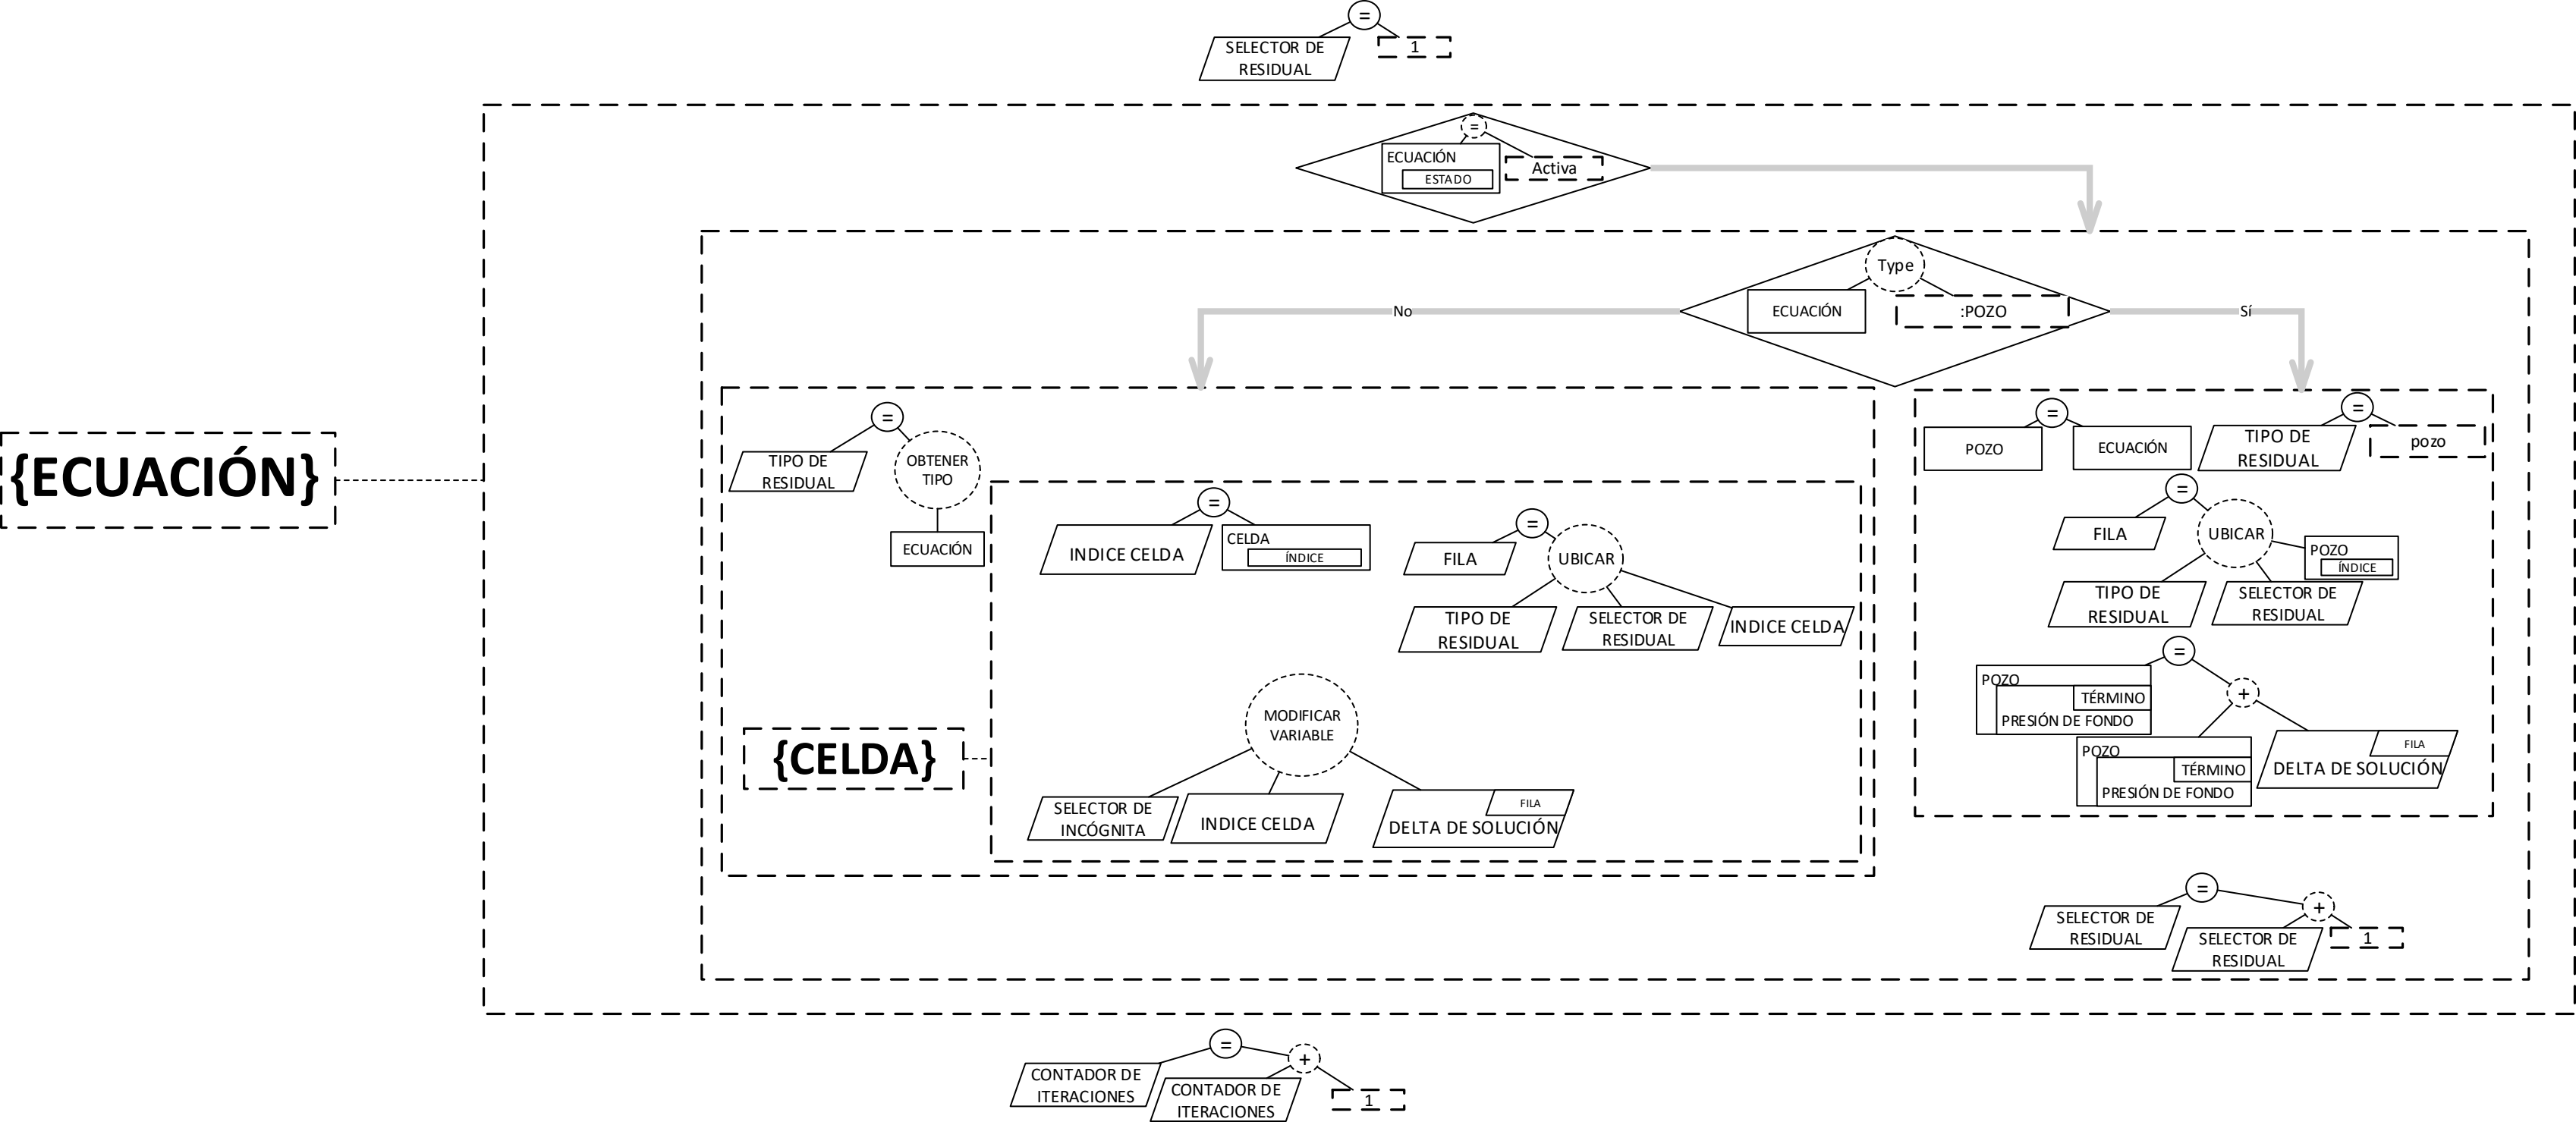 =
SELECTOR DE
RESIDUAL
1
=
ECUACIÓN
ESTADO
Activa
Type
ECUACIÓN
:POZO
No
Sí
{ECUACIÓN}
=
TIPO DE
RESIDUAL
OBTENER
TIPO
ECUACIÓN
=
INDICE CELDA
CELDA
ÍNDICE
=
FILA
UBICAR
TIPO DE
RESIDUAL
SELECTOR DE
RESIDUAL
INDICE CELDA
{CELDA}
MODIFICAR
VARIABLE
SELECTOR DE
INCÓGNITA
INDICE CELDA
FILA
DELTA DE SOLUCIÓN
=
POZO
ECUACIÓN
=
TIPO DE
RESIDUAL
pozo
=
FILA
UBICAR
POZO
ÍNDICE
TIPO DE
RESIDUAL
SELECTOR DE
RESIDUAL
=
POZO
TÉRMINO
PRESIÓN DE FONDO
+
POZO
TÉRMINO
PRESIÓN DE FONDO
FILA
DELTA DE SOLUCIÓN
=
SELECTOR DE
RESIDUAL
+
SELECTOR DE
RESIDUAL
1
=
CONTADOR DE
ITERACIONES
+
CONTADOR DE
ITERACIONES
1